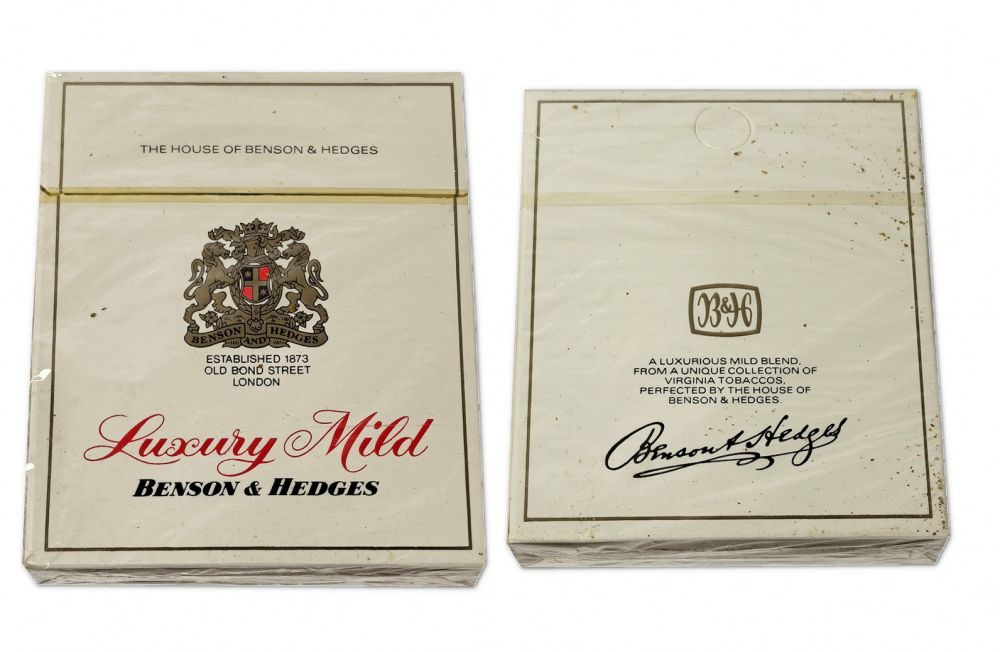 THE HOUSE OF BENSON & HEDGES
BENSON AND HEDGES
ESTABLISHED 1873
OLD BOND STREET
LONDON
Luxury Mild
BENSON & HEDGES
B&H
A LUXURIOUS MILD BLEND,
FROM A UNIQUE COLLECTION OF
VIRGINIA TOBACCOS,
PERFECTED BY THE HOUSE OF
BENSON & HEDGES.
Benson & Hedges